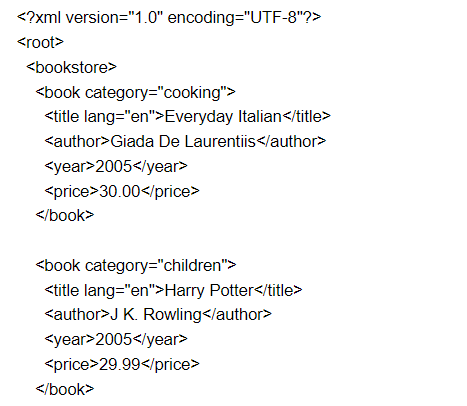 <?xml version="1.0" encoding="UTF-8"?>
<root>
<bookstore>
<book category="cooking">
<title lang="en">Everyday Italian</title>
<author>Giada De Laurentiis</author>
<year>2005</year>
<price>30.00</price>
</book>
<book category="children">
<title lang="en">Harry Potter</title>
<author>J K. Rowling</author>
<year>2005</year>
<price>29.99</price>
</book>